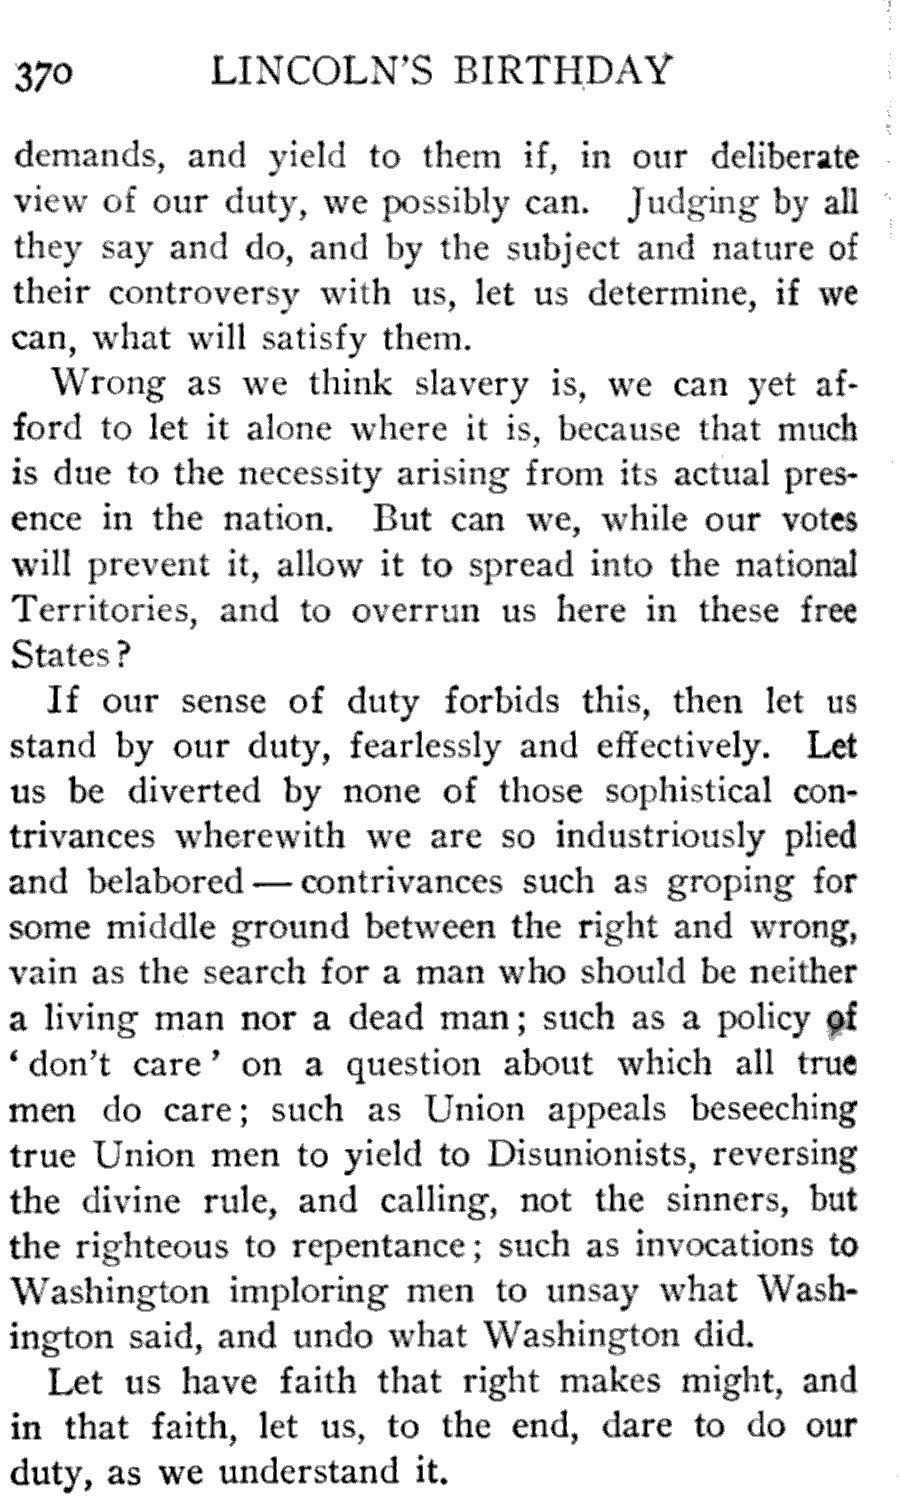 370 LINCOLN'S BIRTHDAY
demands, and yield to them if, in our deliberate
view of our duty, we possibly can. Judging by all
they say and do, and by the subject and nature of
their controversy with us, let us determine, if we
can, what will satisfy them.
Wrong as we think slavery is, we can yet af-
ford to let it alone where it is, because that much
is due to the necessity arising from its actual pres-
ence in the nation. But can we, while our votes
will prevent it, allow it to spread into the national
Territories, and to overrun us here in these free
States?
If our sense of duty forbids this, then let us
stand by our duty, fearlessly and effectively. Let
us be diverted by none of those sophistical con-
trivances wherewith we are so industriously plied
and belabored — contrivances such as groping for
some middle ground between the right and wrong,
vain as the search for a man who should be neither
a living man nor a dead man; such as a policy of
‘don't care’ on a question about which all true
men do care; such as Union appeals beseeching
true Union men to yield to Disunionists, reversing
the divine rule, and calling, not the sinners, but
the righteous to repentance; such as invocations to
Washington imploring men to unsay what Wash-
ington said, and undo what Washington did.
Let us have faith that right makes might, and
in that faith, let us, to the end, dare to do our
duty, as we understand it.